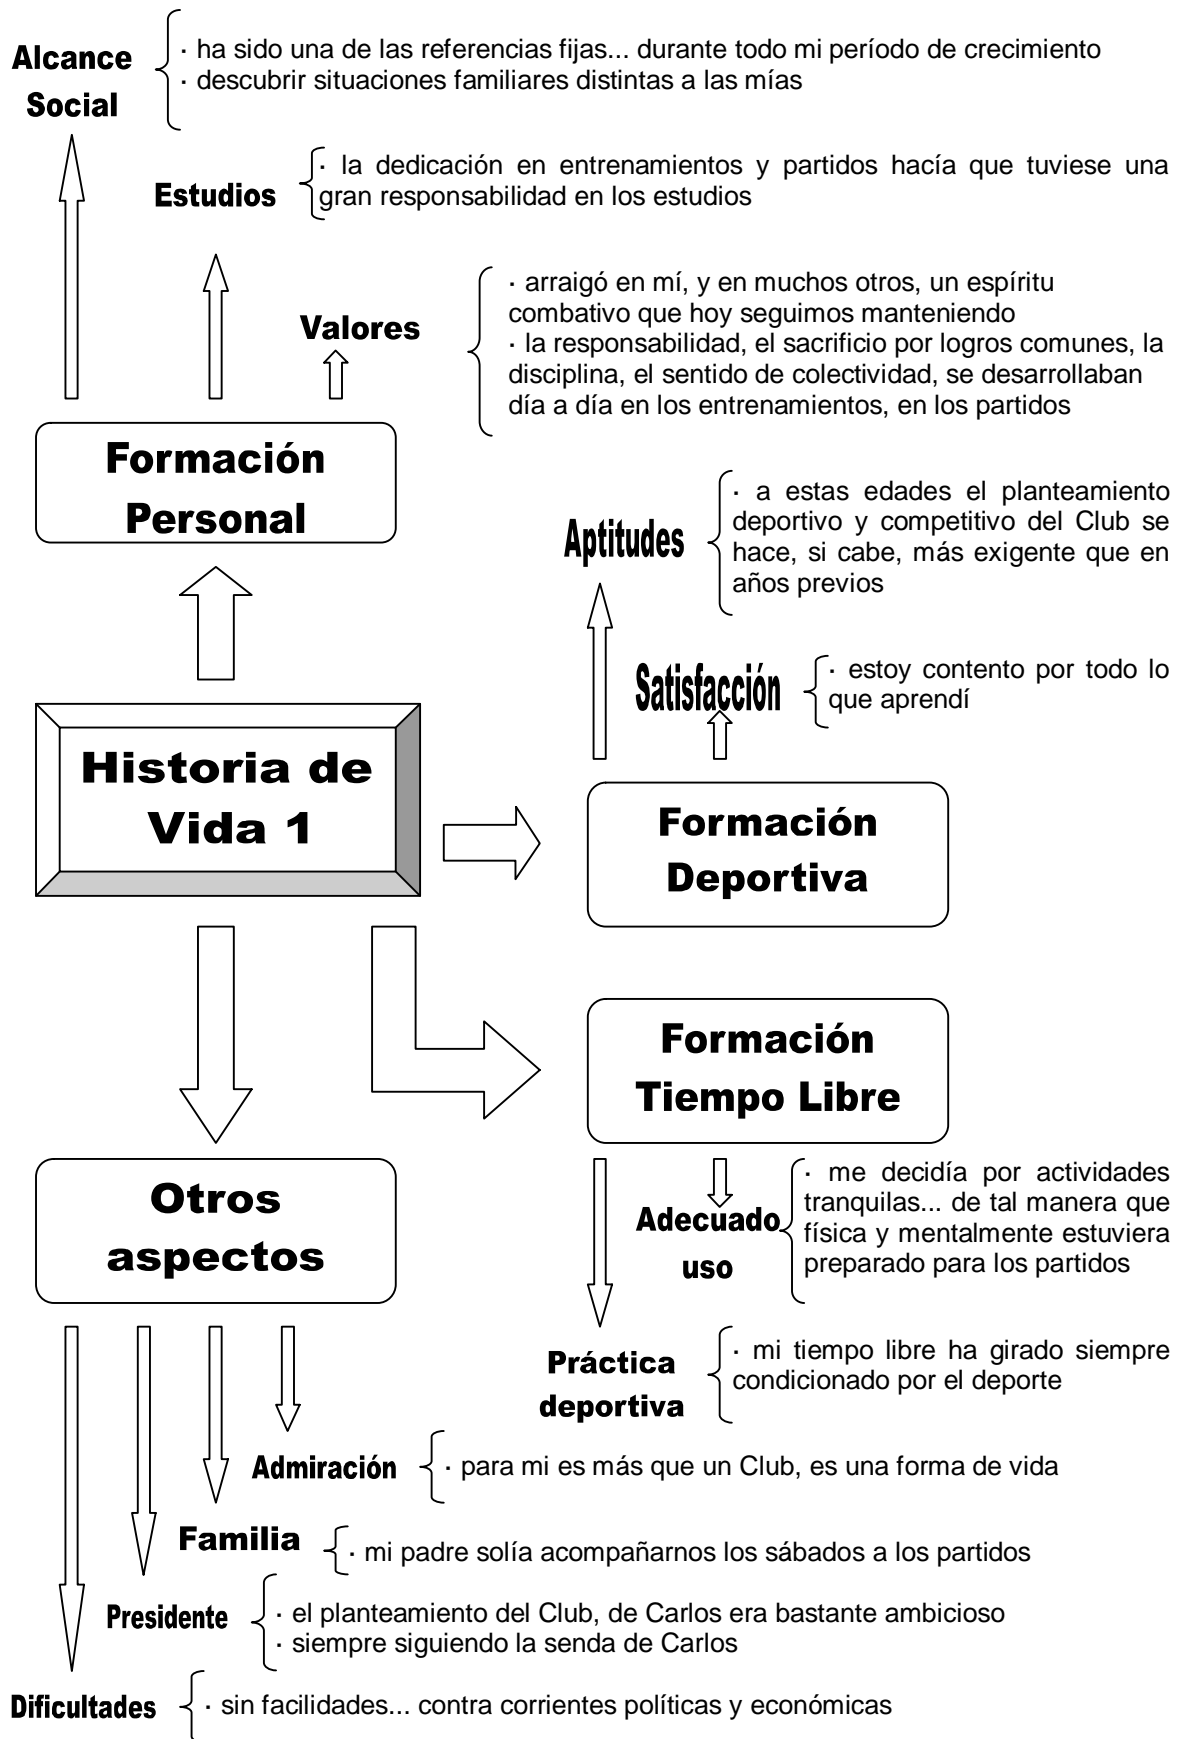 Alcance
Social
· ha sido una de las referencias fijas... durante todo mi período de crecimiento
· descubrir situaciones familiares distintas a las mías
Estudios
· la dedicación en entrenamientos y partidos hacía que tuviese una
gran responsabilidad en los estudios
Valores
· arraigó en mí, y en muchos otros, un espíritu
combativo que hoy seguimos manteniendo
· la responsabilidad, el sacrificio por logros comunes, la
disciplina, el sentido de colectividad, se desarrollaban
día a día en los entrenamientos, en los partidos
Formación
Personal
Aptitudes
· a estas edades el planteamiento
deportivo y competitivo del Club se
hace, si cabe, más exigente que en
años previos
Satisfacción
· estoy contento por todo lo
que aprendí
Historia de
Vida 1
Formación
Deportiva
Formación
Tiempo Libre
Otros
aspectos
Adecuado
uso
· me decidía por actividades
tranquilas... de tal manera que
física y mentalmente estuviera
preparado para los partidos
Práctica
deportiva
· mi tiempo libre ha girado siempre
condicionado por el deporte
Admiración
· para mi es más que un Club, es una forma de vida
Familia
· mi padre solía acompañarnos los sábados a los partidos
Presidente
· el planteamiento del Club, de Carlos era bastante ambicioso
· siempre siguiendo la senda de Carlos
Dificultades
· sin facilidades... contra corrientes políticas y económicas